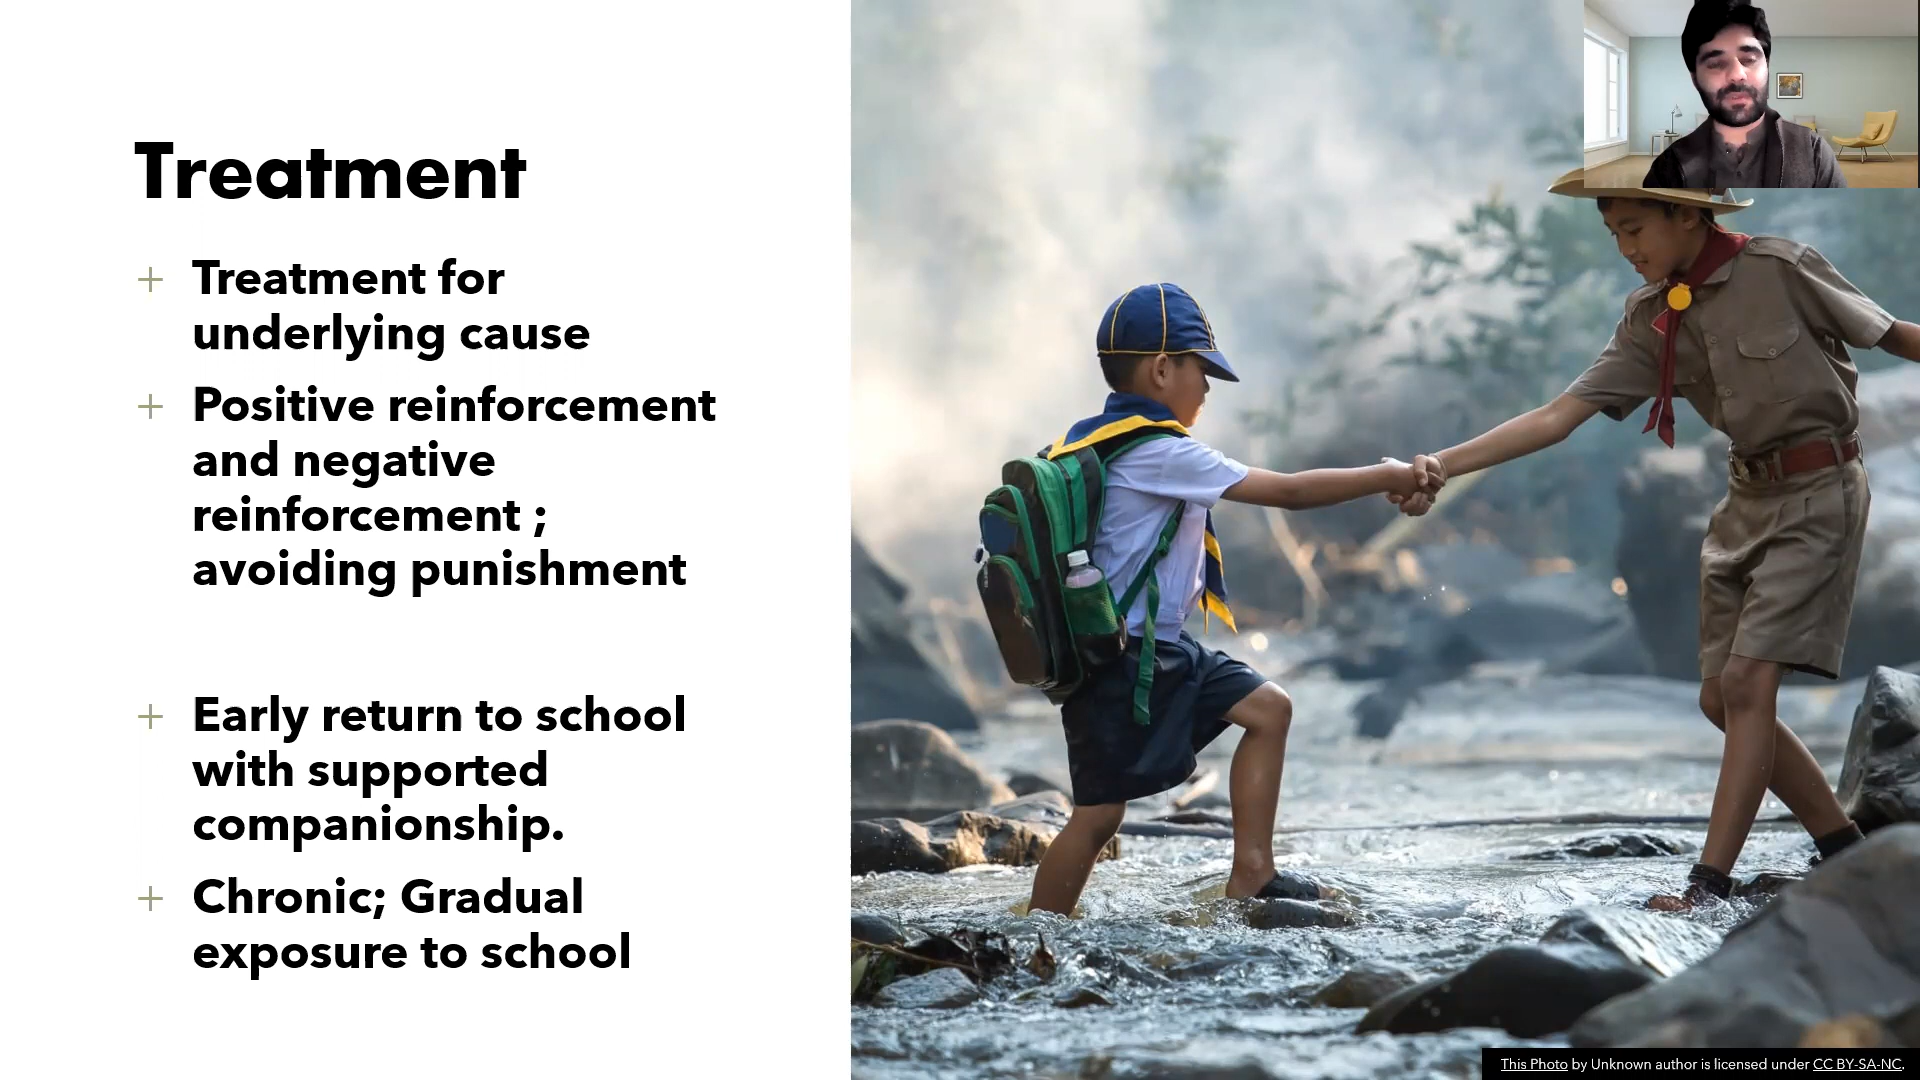 Treatment
Treatment for
underlying cause
Positive reinforcement
and negative
reinforcement ;
avoiding punishment
Early return to school
with supported
companionship.
Chronic; Gradual
exposure to school
This Photo by Unknown author is licensed under CC BY-SA-NC.